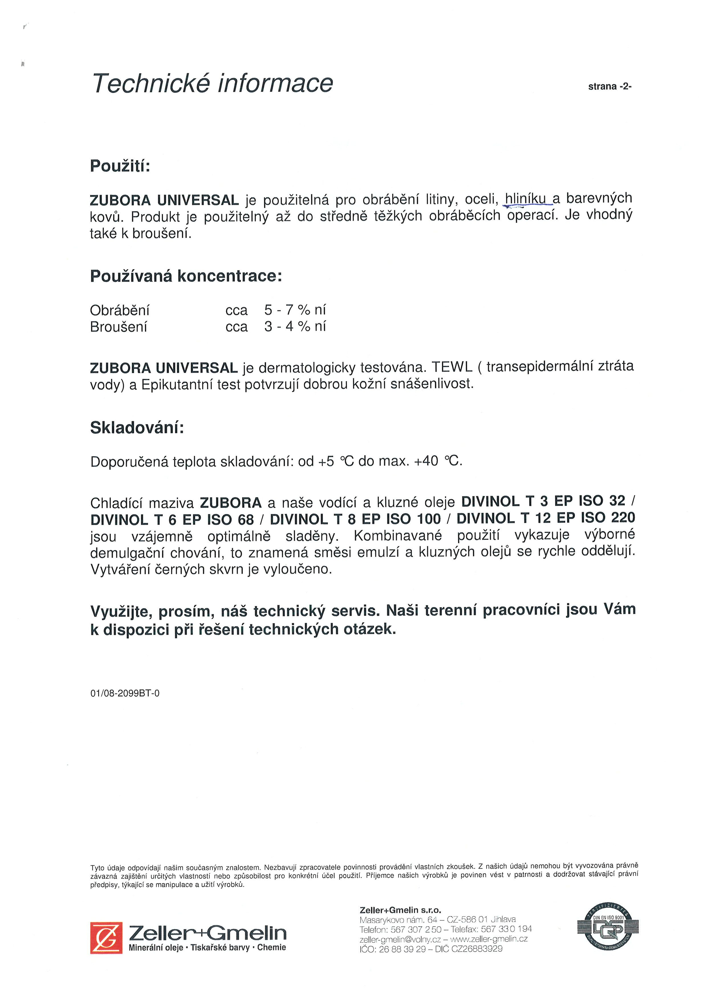 Technické informace
strana -2-
Použití:
ZUBORA UNIVERSAL je použitelná pro obrábění litiny, oceli, hliníku a barevných
kovů. Produkt je použitelný až do středně těžkých obráběcích operací. Je vhodný
také k broušení.
Používaná koncentrace:
Obrábění cca 5 - 7 % ní
Broušení cca 3 - 4 % ní
ZUBORA UNIVERSAL je dermatologicky testována. TEWL ( transepidermální ztráta
vody) a Epikutantní test potvrzují dobrou kožní snášenlivost.
Skladování:
Doporučená teplota skladování: od +5 °C do max. +40 °C.
Chladící maziva ZUBORA a naše vodící a kluzné oleje DIVINOL T 3 EP ISO 32 /
DIVINOL T 6 EP ISO 68 / DIVINOL T 8 EP ISO 100 / DIVINOL T 12 EP ISO 220
jsou vzájemně optimálně sladěny. Kombinavané použití vykazuje výborné
demulgační chování, to znamená směsi emulzí a kluzných olejů se rychle oddělují.
Vytváření černých skvrn je vyloučeno.
Využijte, prosím, náš technický servis. Naši terenní pracovníci jsou Vám
k dispozici při řešení technických otázek.
01/08-2099BT-0
Tyto údaje odpovídají našim současným znalostem. Nezbavují zpracovatele povinnosti provádění vlastních zkoušek. Z našich údajů nemohou být vyvozována právně
závazná zajištění určitých vlastností nebo způsobilost pro konkrétní účel použití. Příjemce našich výrobků je povinen vést v patrnosti a dodržovat stávající právní
předpisy, týkající se manipulace a užití výrobků.
Zeller+Gmelin
Minerální oleje • Tiskařské barvy • Chemie
Zeller+Gmelin s.r.o.
Masarykovo nám. 64 – CZ-586 01 Jihlava
Telefon: 567 307 250 – Telefax: 567 330 194
zeller-gmelin@volny.cz – www.zeller-gmelin.cz
IČO: 26 88 39 29 – DIČ CZ26883929
ZERTIFIZIERTES
DIN EN ISO 9001
LQS
QUALITÄTSMANAGEMENTSYSTEM